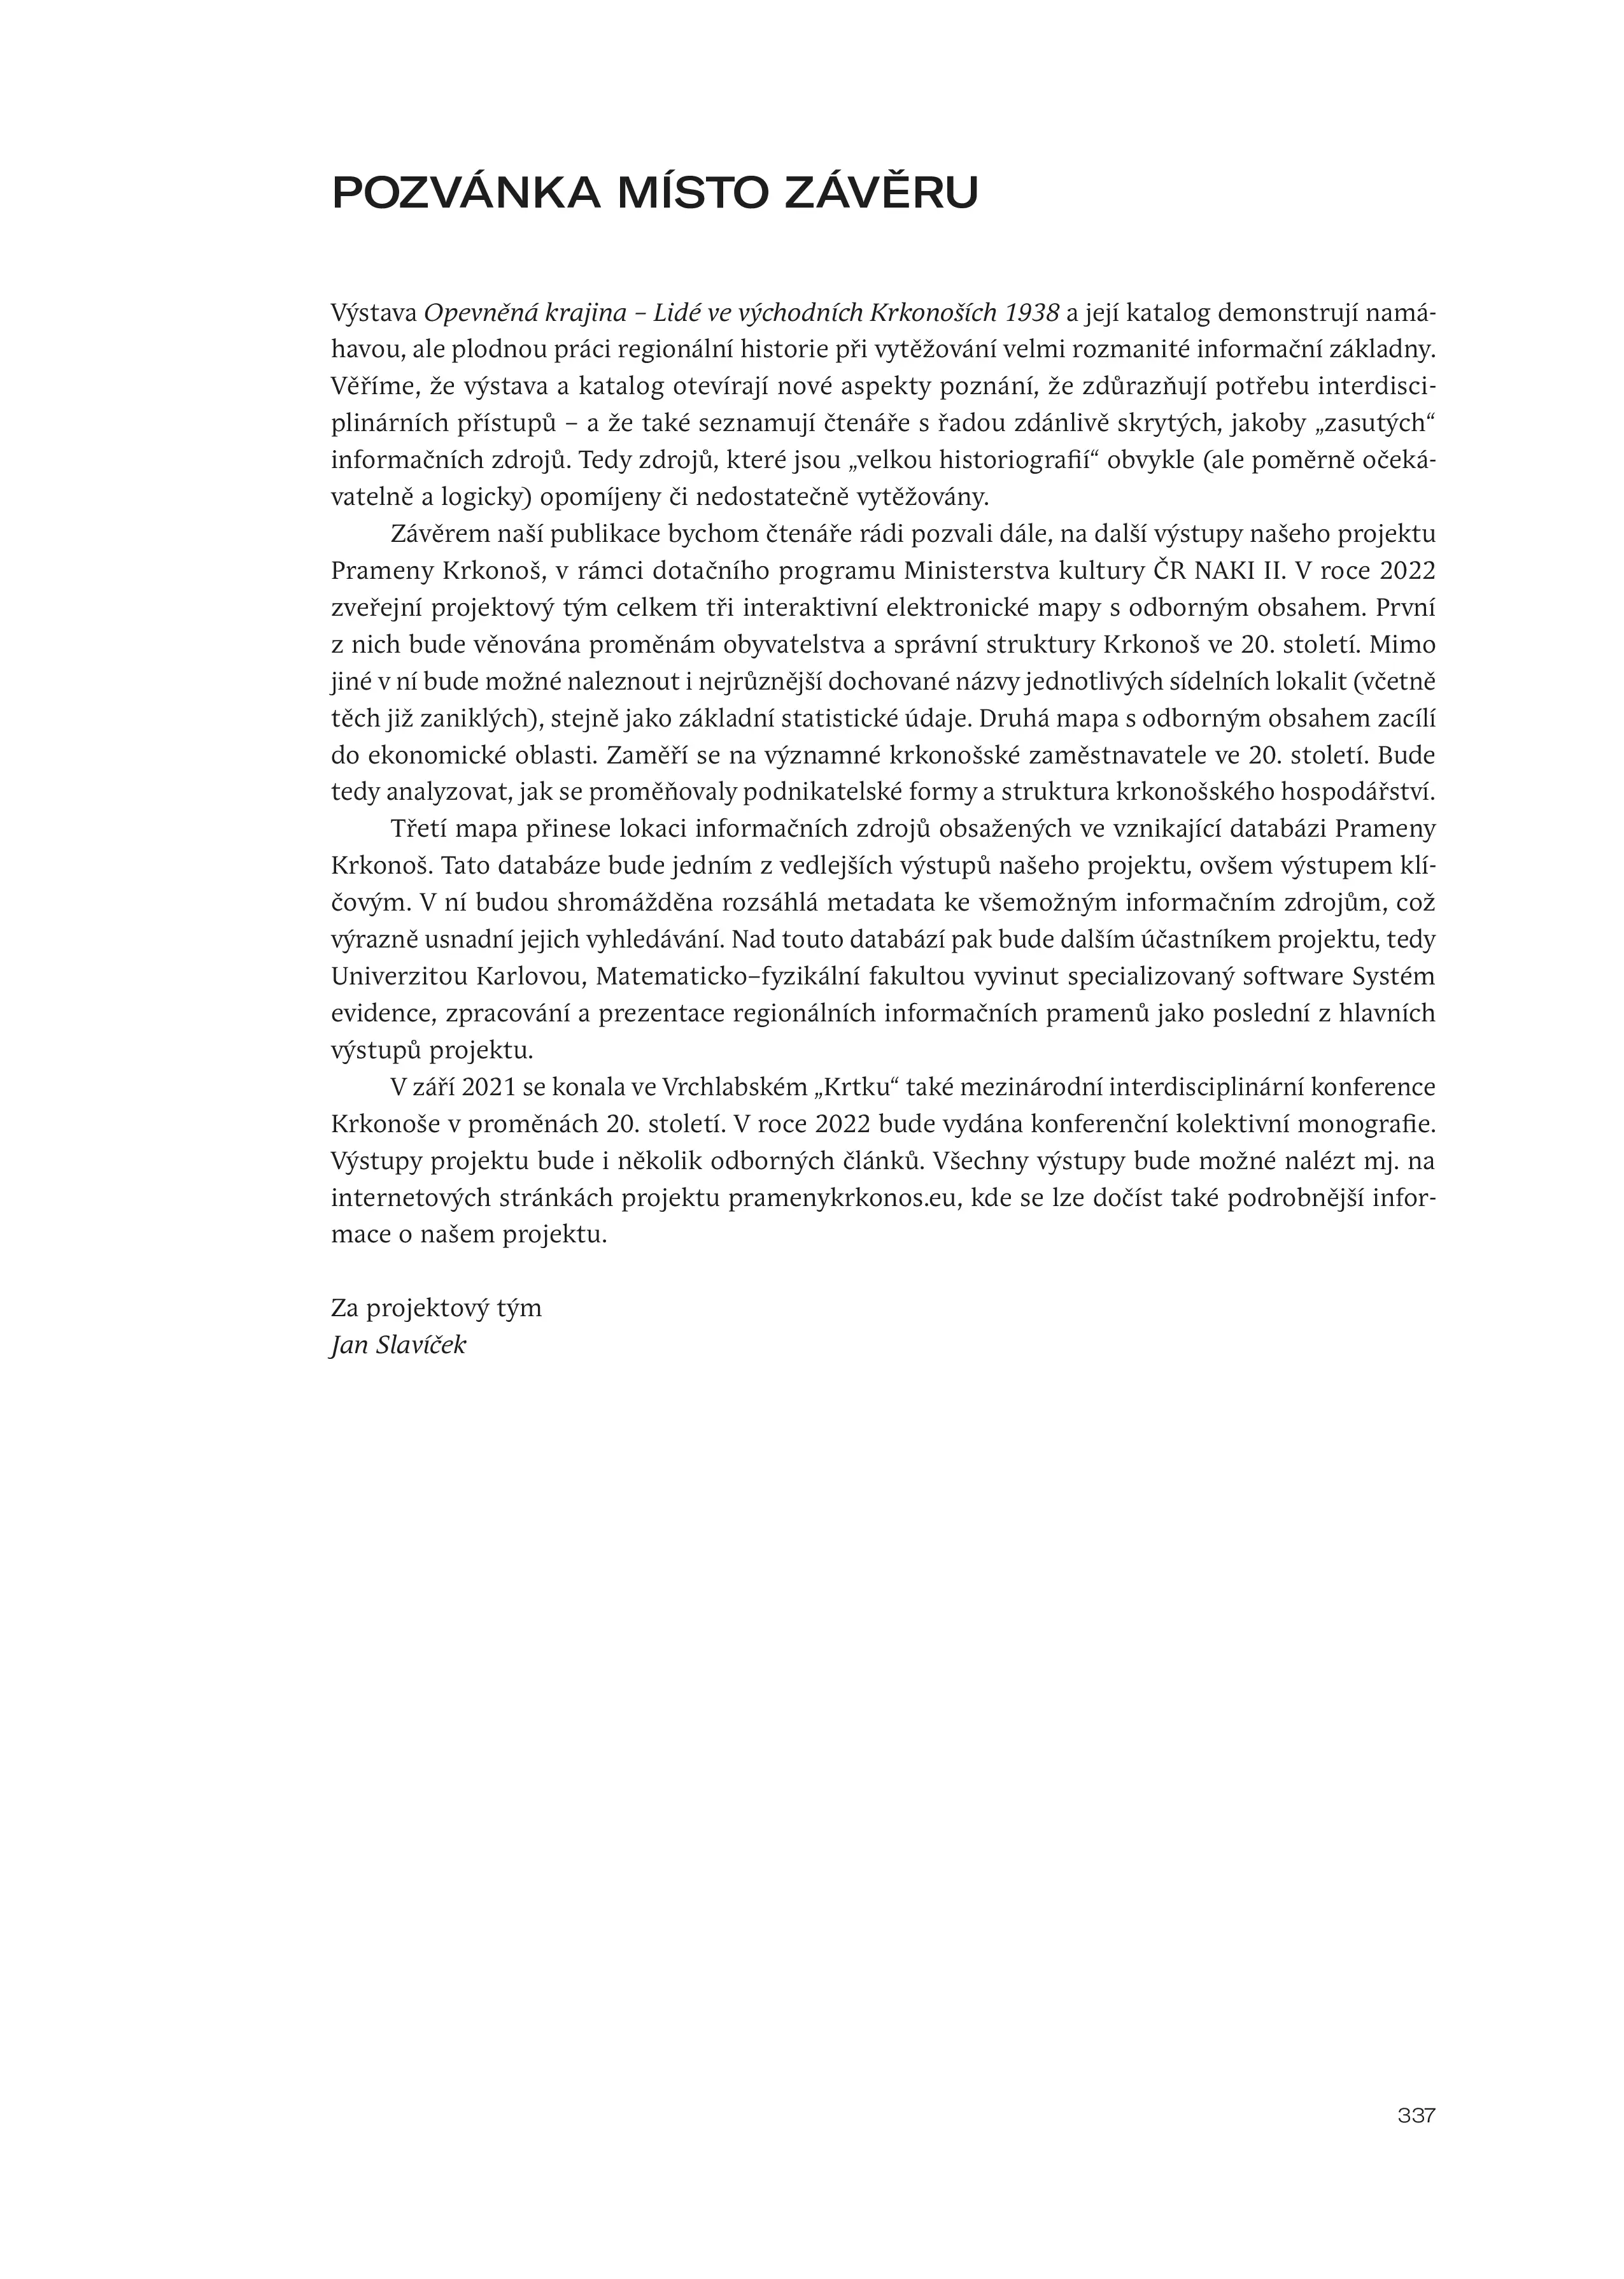 POZVÁNKA MÍSTO ZÁVĚRU
Výstava Opevněná krajina – Lidé ve východních Krkonoších 1938 a její katalog demonstrují namá-
havou, ale plodnou práci regionální historie při vytěžování velmi rozmanité informační základny.
Věříme, že výstava a katalog otevírají nové aspekty poznání, že zdůrazňují potřebu interdisci-
plinárních přístupů – a že také seznamují čtenáře s řadou zdánlivě skrytých, jakoby „zasutých“
informačních zdrojů. Tedy zdrojů, které jsou „velkou historiografií“ obvykle (ale poměrně očeká-
vatelně a logicky) opomíjeny či nedostatečně vytěžovány.
Závěrem naší publikace bychom čtenáře rádi pozvali dále, na další výstupy našeho projektu
Prameny Krkonoš, v rámci dotačního programu Ministerstva kultury ČR NAKI II. V roce 2022
zveřejní projektový tým celkem tři interaktivní elektronické mapy s odborným obsahem. První
z nich bude věnována proměnám obyvatelstva a správní struktury Krkonoš ve 20. století. Mimo
jiné v ní bude možné naleznout i nejrůznější dochované názvy jednotlivých sídelních lokalit (včetně
těch již zaniklých), stejně jako základní statistické údaje. Druhá mapa s odborným obsahem zacílí
do ekonomické oblasti. Zaměří se na významné krkonošské zaměstnavatele ve 20. století. Bude
tedy analyzovat, jak se proměňovaly podnikatelské formy a struktura krkonošského hospodářství.
Třetí mapa přinese lokaci informačních zdrojů obsažených ve vznikající databázi Prameny
Krkonoš. Tato databáze bude jedním z vedlejších výstupů našeho projektu, ovšem výstupem klí-
čovým. V ní budou shromážděna rozsáhlá metadata ke všemožným informačním zdrojům, což
výrazně usnadní jejich vyhledávání. Nad touto databází pak bude dalším účastníkem projektu, tedy
Univerzitou Karlovou, Matematicko–fyzikální fakultou vyvinut specializovaný software Systém
evidence, zpracování a prezentace regionálních informačních pramenů jako poslední z hlavních
výstupů projektu.
V září 2021 se konala ve Vrchlabském „Krtku“ také mezinárodní interdisciplinární konference
Krkonoše v proměnách 20. století. V roce 2022 bude vydána konferenční kolektivní monografie.
Výstupy projektu bude i několik odborných článků. Všechny výstupy bude možné nalézt mj. na
internetových stránkách projektu pramenykrkonos.eu, kde se lze dočíst také podrobnější infor-
mace o našem projektu.
Za projektový tým
Jan Slavíček
337